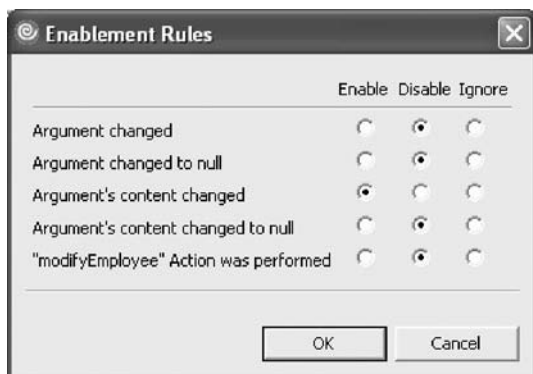 Enablement Rules
Enable Disable Ignore
Argument changed
Argument changed to null
Argument's content changed
Argument's content changed to null
"modifyEmployee" Action was performed
OK Cancel